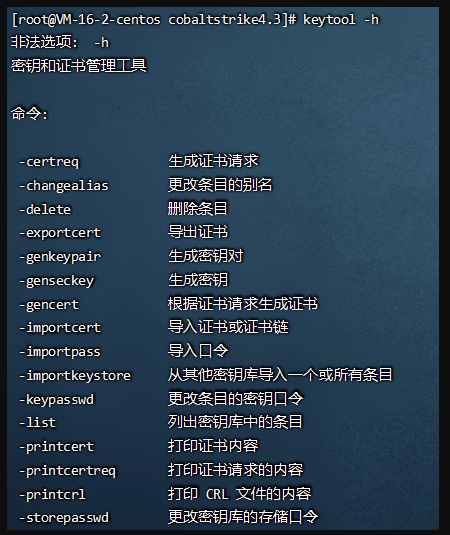 [root@VM-16-2-centos cobaltstrike4.3]# keytool -h
非法选项:  -h
密钥和证书管理工具
命令:
-certreq 生成证书请求
-changealias 更改条目的别名
-delete 删除条目
-exportcert 导出证书
-genkeypair 生成密钥对
-genseckey 生成密钥
-gencert 根据证书请求生成证书
-importcert 导入证书或证书链
-importpass 导入口令
-importkeystore 从其他密钥库导入一个或所有条目
-keypasswd 更改条目的密钥口令
-list 列出密钥库中的条目
-printcert 打印证书内容
-printcertreq 打印证书请求的内容
-printcrl 打印 CRL 文件的内容
-storepasswd 更改密钥库的存储口令